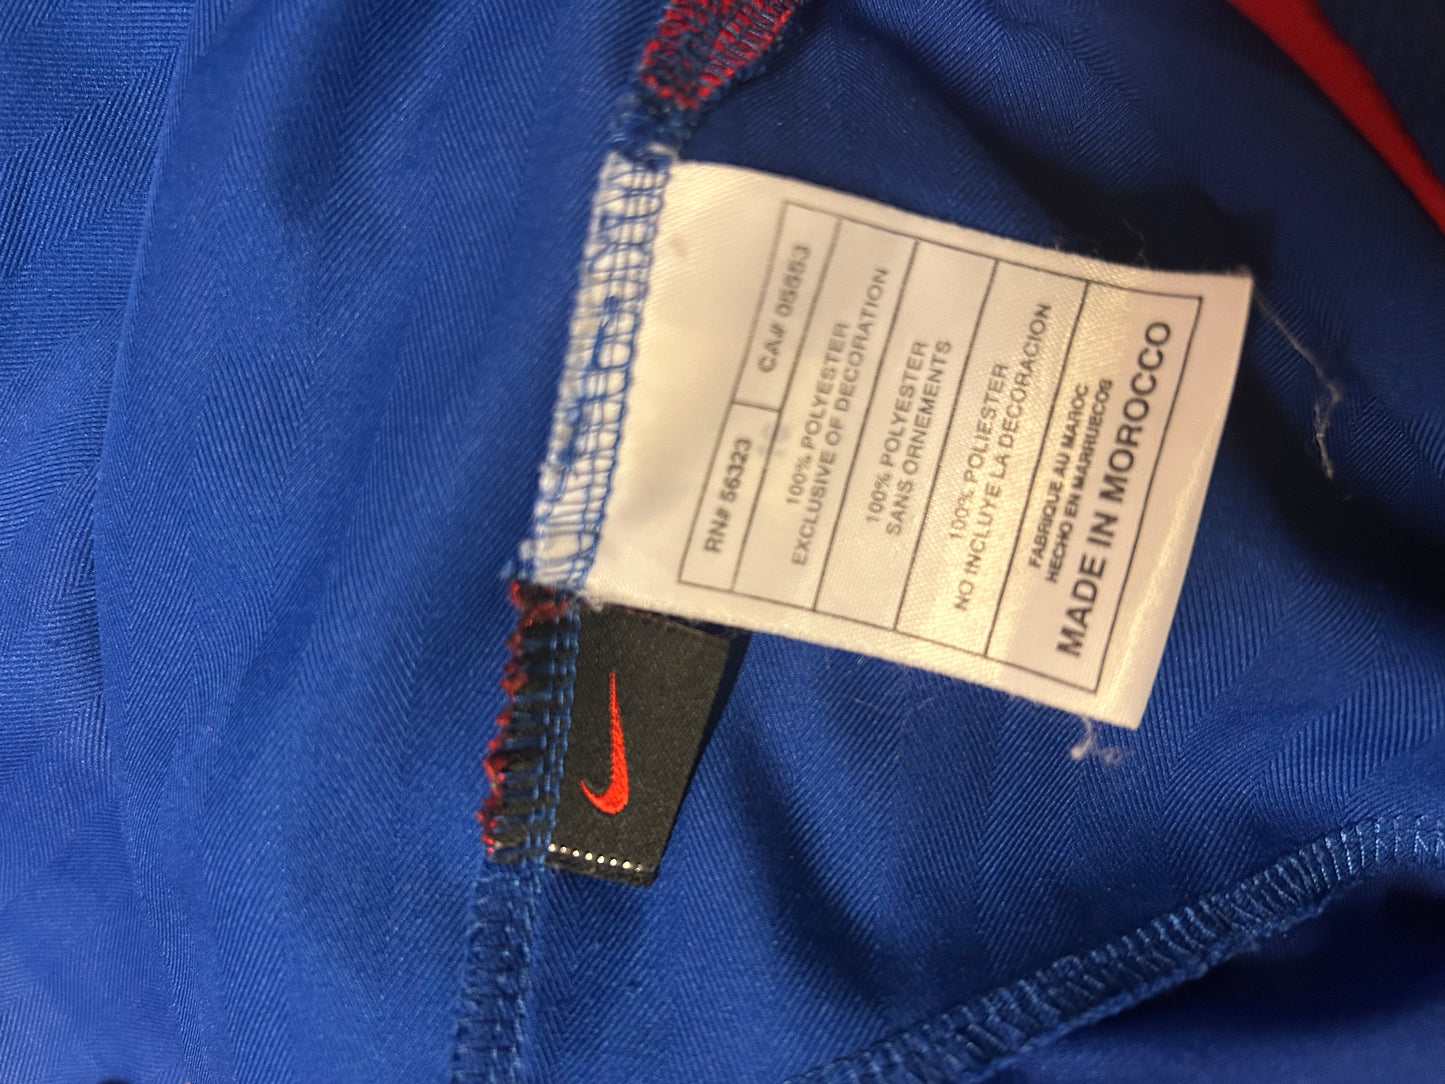 RN# 56323 CA# 05553
100% POLYESTER
EXCLUSIVE OF DECORATION
100% POLYESTER
SANS ORNEMENTS
100% POLIESTER
NO INCLUYE LA DECORACION
FABRIQUE AU MAROC
HECHO EN MARRUECOS
MADE IN MOROCCO